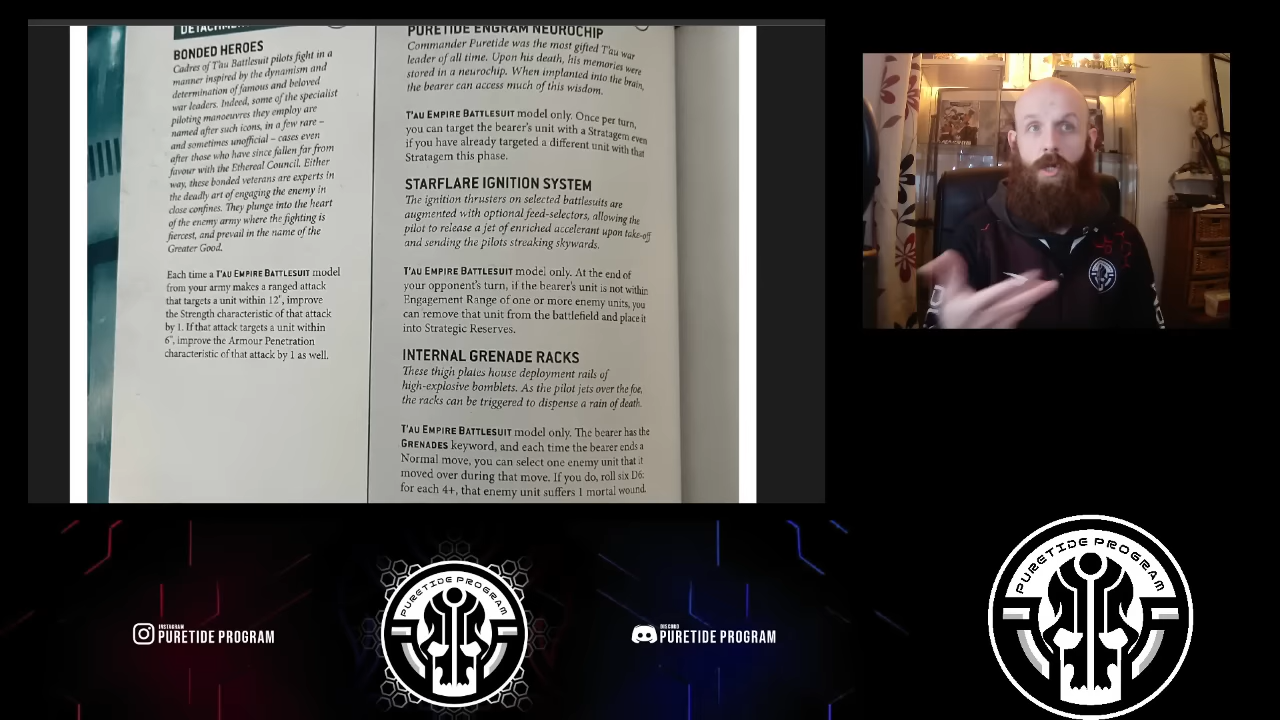 DETACHMENT
BONDED HEROES
Cadres of T'au Battlesuit pilots fight in a
manner inspired by the dynamism and
determination of famous and beloved
war leaders. Indeed, some of the specialist
piloting manoeuvres they employ are
named after such icons, in a few rare –
and sometimes unofficial – cases even
after those who have since fallen far from
favour with the Ethereal Council. Either
way, these bonded veterans are experts in
the deadly art of engaging the enemy in
close confines. They plunge into the heart
of the enemy army where the fighting is
fiercest, and prevail in the name of the
Greater Good.
Each time a T'AU EMPIRE BATTLESUIT model
from your army makes a ranged attack
that targets a unit within 12", improve
the Strength characteristic of that attack
by 1. If that attack targets a unit within
6", improve the Armour Penetration
characteristic of that attack by 1 as well.
PURETIDE ENGRAM NEUROCHIP
Commander Puretide was the most gifted T'au war
leader of all time. Upon his death, his memories were
stored in a neurochip. When implanted into the brain,
the bearer can access much of this wisdom.
T'AU EMPIRE BATTLESUIT model only. Once per turn,
you can target the bearer's unit with a Stratagem even
if you have already targeted a different unit with that
Stratagem this phase.
STARFLARE IGNITION SYSTEM
The ignition thrusters on selected battlesuits are
augmented with optional feed-selectors, allowing the
pilot to release a jet of enriched accelerant upon take-off
and sending the pilots streaking skywards.
T'AU EMPIRE BATTLESUIT model only. At the end of
your opponent's turn, if the bearer's unit is not within
Engagement Range of one or more enemy units, you
can remove that unit from the battlefield and place it
into Strategic Reserves.
INTERNAL GRENADE RACKS
These thigh plates house deployment rails of
high-explosive bomblets. As the pilot jets over the foe,
the racks can be triggered to dispense a rain of death.
T'AU EMPIRE BATTLESUIT model only. The bearer has the
GRENADES keyword, and each time the bearer ends a
Normal move, you can select one enemy unit that it
moved over during that move. If you do, roll six D6:
for each 4+, that enemy unit suffers 1 mortal wound.
INSTAGRAM
PURETIDE PROGRAM
PURETIDE PROGRAM
DISCORD
PURETIDE PROGRAM
PURETIDE PROGRAM